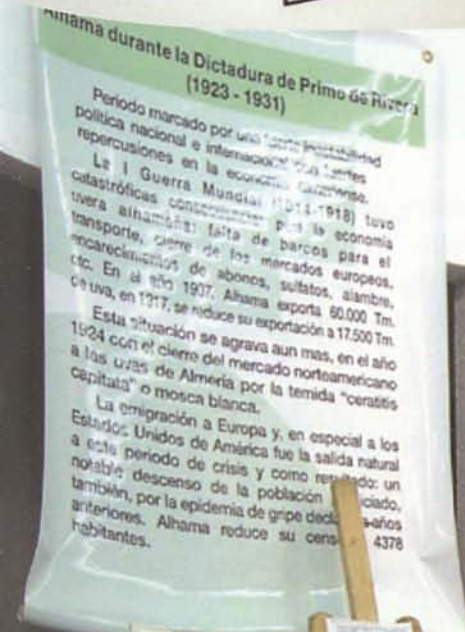 Alhama durante la Dictadura de Primo de Rivera
(1923 - 1931)
Periodo marcado por una fuerte inestabilidad
política nacional e internacional con fuertes
repercusiones en la economía
La I Guerra Mundial (1914-1918) tuvo
catastróficas consecuencias para la economía
uvera alhameña: falta de barcos para el
transporte, cierre de los mercados europeos,
encarecimientos de abonos, sulfatos, alambre,
etc. En el año 1907, Alhama exporta 60.000 Tm.
de uva, en 1917, se reduce su exportación a 17.500 Tm.
Esta situación se agrava aun mas, en el año
1924 con el cierre del mercado norteamericano
a las uvas de Almería por la temida "ceratitis
capitata" o mosca blanca.
La emigración a Europa y, en especial a los
Estados Unidos de América fue la salida natural
a este periodo de crisis y como resultado: un
notable descenso de la población
también, por la epidemia de gripe años
anteriores. Alhama reduce su censo 4378
habitantes.